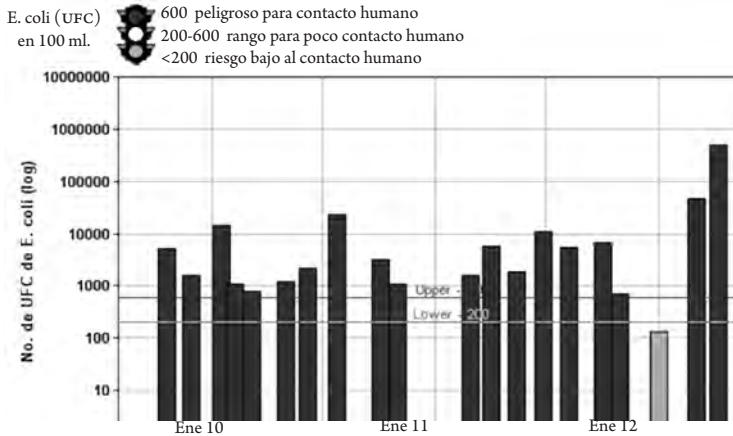 E. coli (UFC)
en 100 ml.
600 peligroso para contacto humano
200-600 rango para poco contacto humano
<200 riesgo bajo al contacto humano
No. de UFC de E. coli (log)
10000000
1000000
100000
10000
1000
100
10
Upper -
Lower - 200
Ene 10
Ene 11
Ene 12